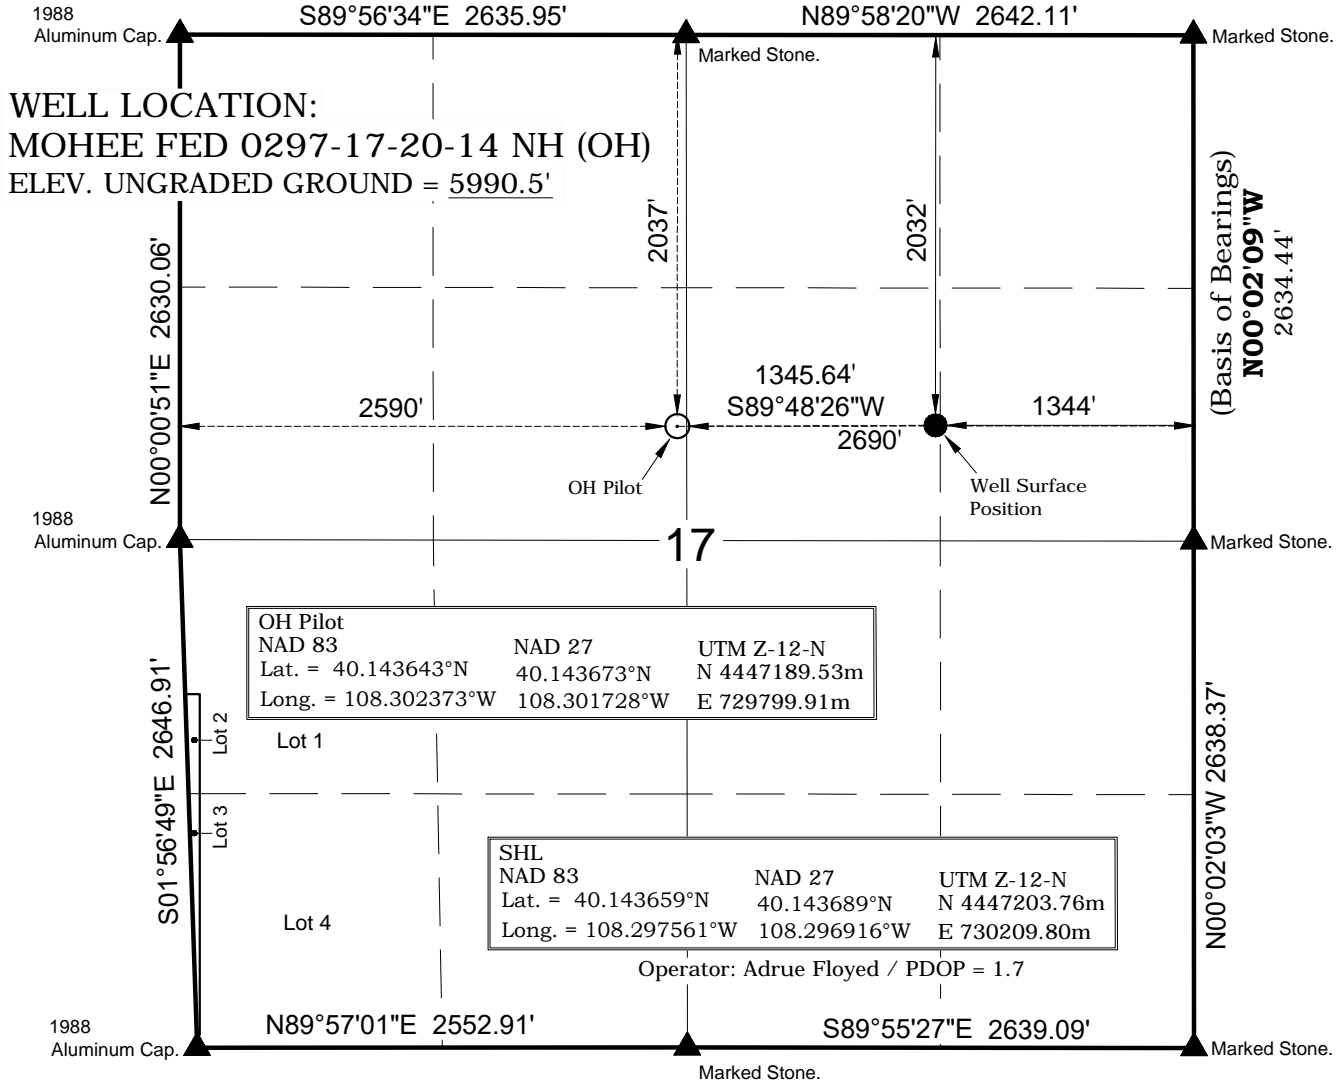 1988
Aluminum Cap.
S89°56'34"E 2635.95'
N89°58'20"W 2642.11'
Marked Stone.
Marked Stone.
WELL LOCATION:
MOHEE FED 0297-17-20-14 NH (OH)
ELEV. UNGRADED GROUND = 5990.5'
2037'
2032'
(Basis of Bearings)
N00°02'09"W
2634.44'
N00°00'51"E 2630.06'
2590'
1345.64'
S89°48'26"W
2690'
1344'
OH Pilot
Well Surface
Position
1988
Aluminum Cap.
17
Marked Stone.
OH Pilot
NAD 83 NAD 27 UTM Z-12-N
Lat. = 40.143643°N 40.143673°N N 4447189.53m
Long. = 108.302373°W 108.301728°W E 729799.91m
S01°56'49"E 2646.91'
Lot 2
Lot 1
Lot 3
Lot 4
N00°02'03"W 2638.37'
SHL
NAD 83 NAD 27 UTM Z-12-N
Lat. = 40.143659°N 40.143689°N N 4447203.76m
Long. = 108.297561°W 108.296916°W E 730209.80m
Operator: Adrue Floyed / PDOP = 1.7
1988
Aluminum Cap.
N89°57'01"E 2552.91'
S89°55'27"E 2639.09'
Marked Stone.
Marked Stone.